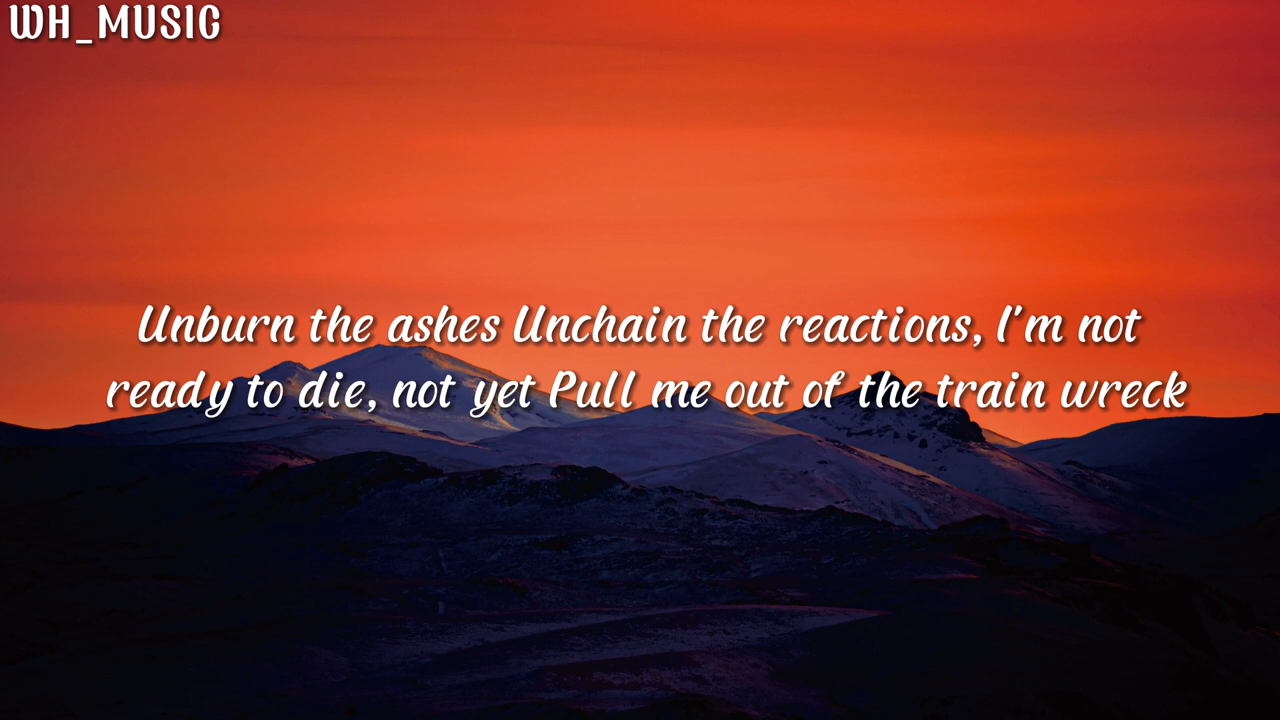 WH_MUSIC
Unburn the ashes Unchain the reactions, I'm not
ready to die, not yet Pull me out of the train wreck